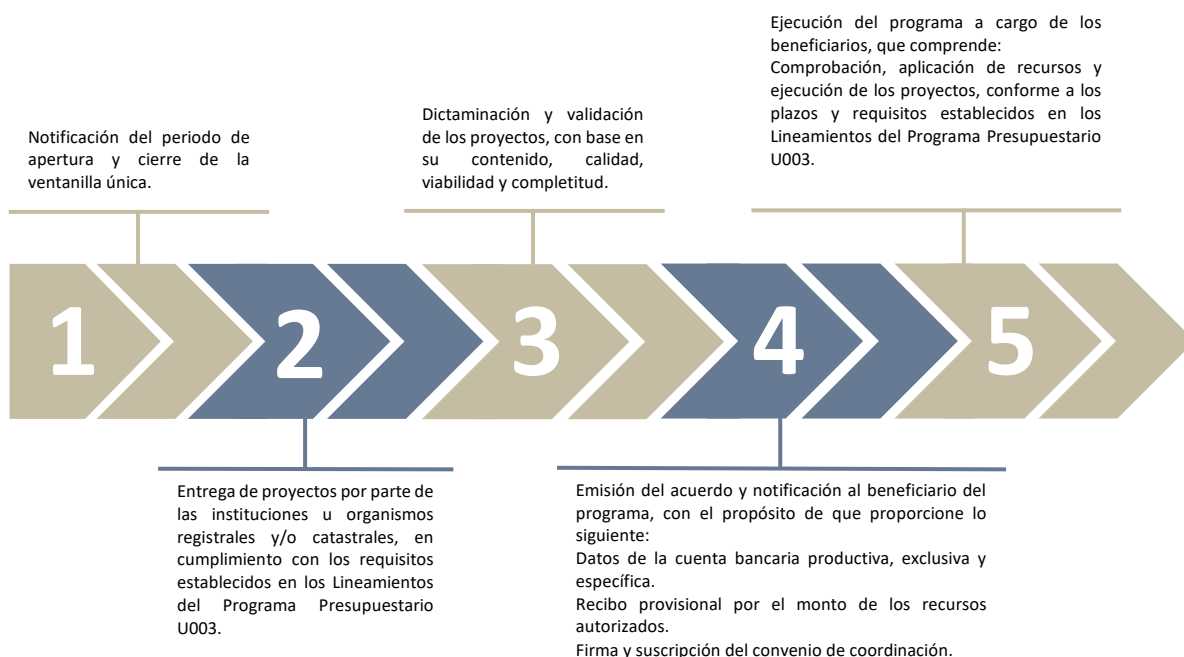 Notificación del periodo de
apertura y cierre de la
ventanilla única.
Dictaminación y validación
de los proyectos, con base en
su contenido, calidad,
viabilidad y completitud.
Ejecución del programa a cargo de los
beneficiarios, que comprende:
Comprobación, aplicación de recursos y
ejecución de los proyectos, conforme a los
plazos y requisitos establecidos en los
Lineamientos del Programa Presupuestario
U003.
1
2
3
4
5
Entrega de proyectos por parte de
las instituciones u organismos
registrales y/o catastrales, en
cumplimiento con los requisitos
establecidos en los Lineamientos
del Programa Presupuestario
U003.
Emisión del acuerdo y notificación al beneficiario del
programa, con el propósito de que proporcione lo
siguiente:
Datos de la cuenta bancaria productiva, exclusiva y
específica.
Recibo provisional por el monto de los recursos
autorizados.
Firma y suscripción del convenio de coordinación.